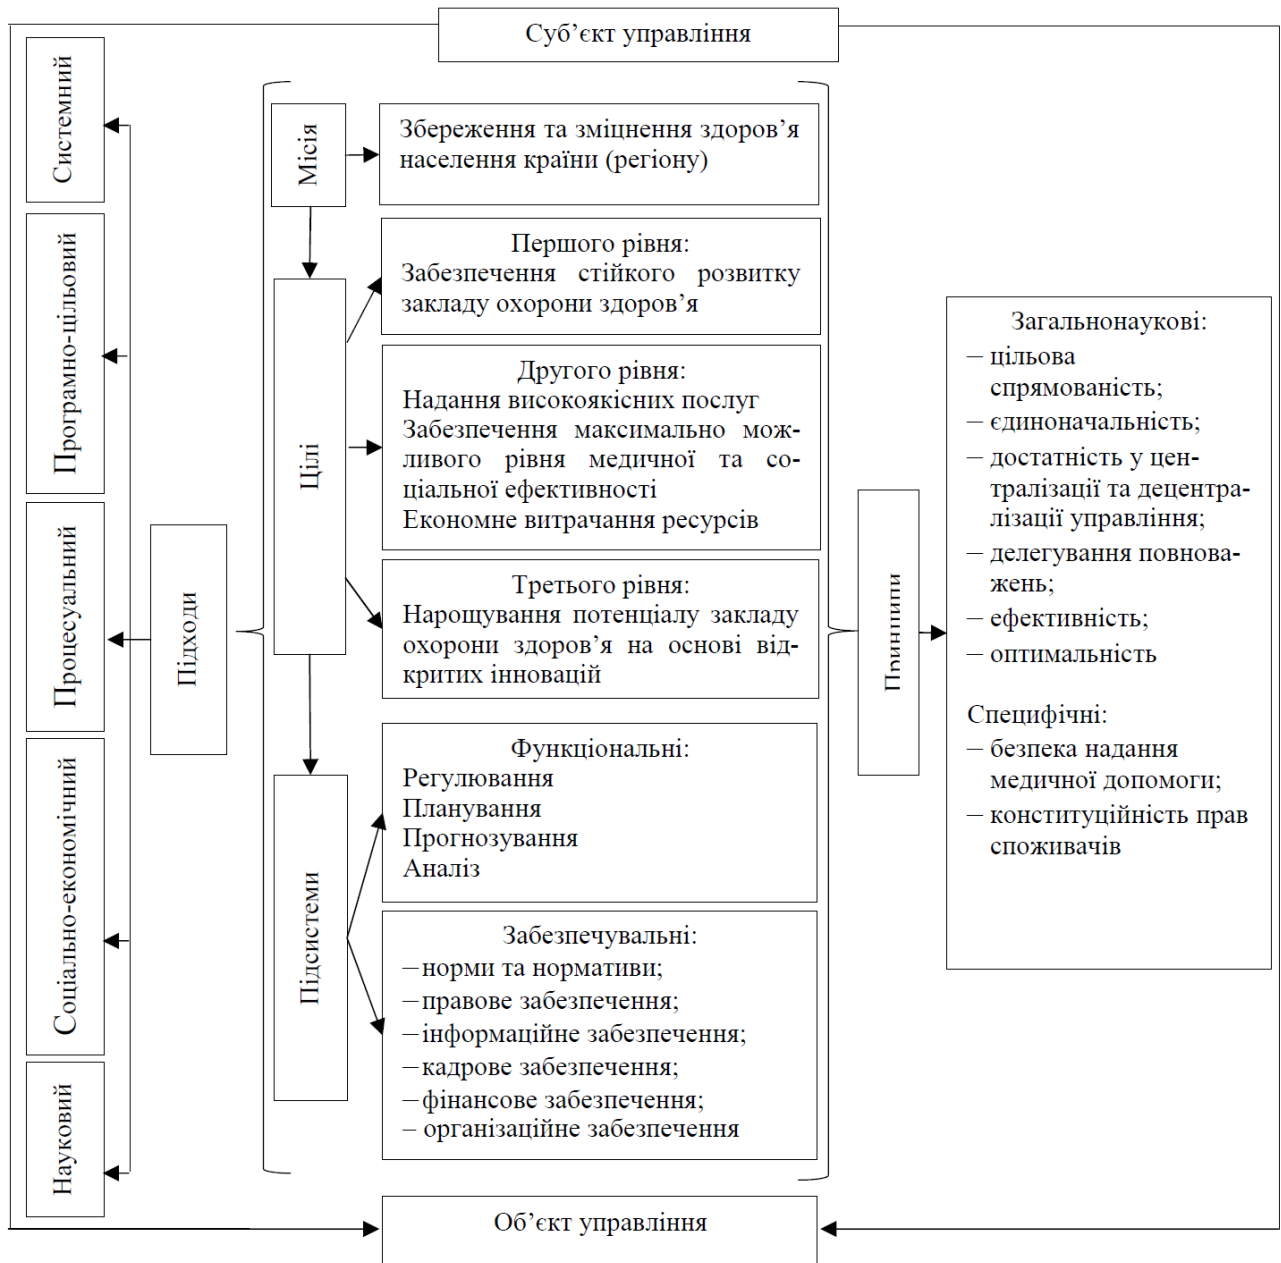 Суб’єкт управління
Системний
Програмно-цільовий
Процесуальний
Соціально-економічний
Науковий
Підходи
Місія
Збереження та зміцнення здоров’я
населення країни (регіону)
Цілі
Першого рівня:
Забезпечення стійкого розвитку
закладу охорони здоров’я
Другого рівня:
Надання високоякісних послуг
Забезпечення максимально мож-
ливого рівня медичної та со-
ціальної ефективності
Економне витрачання ресурсів
Третього рівня:
Нарощування потенціалу закладу
охорони здоров’я на основі від-
критих інновацій
Підсистеми
Функціональні:
Регулювання
Планування
Прогнозування
Аналіз
Забезпечувальні:
– норми та нормативи;
– правове забезпечення;
– інформаційне забезпечення;
– кадрове забезпечення;
– фінансове забезпечення;
– організаційне забезпечення
Принципи
Загальнонаукові:
– цільова
спрямованість;
– єдиноначальність;
– достатність у цен-
тралізації та децентра-
лізації управління;
– делегування повнова-
жень;
– ефективність;
– оптимальність
Специфічні:
– безпека надання
медичної допомоги;
– конституційність прав
споживачів
Об’єкт управління